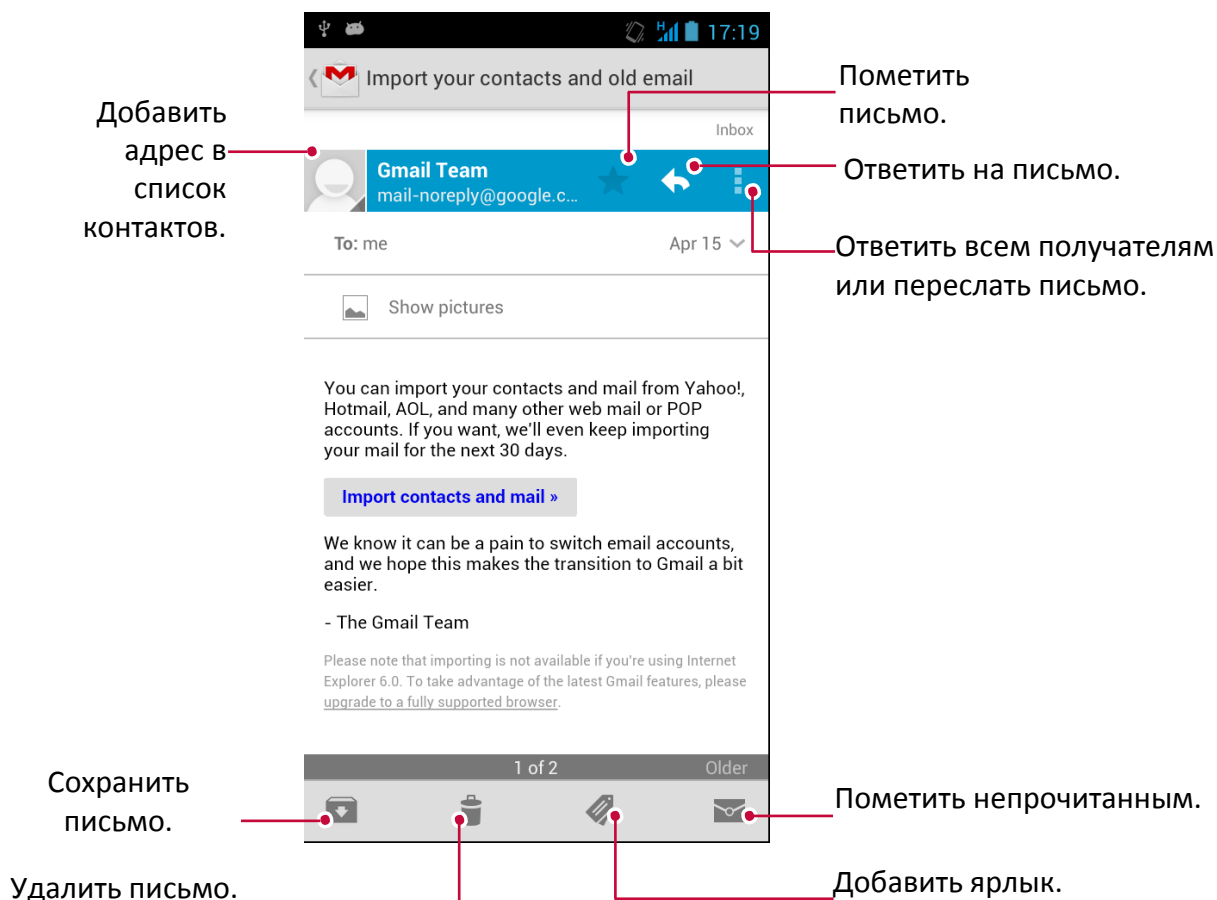 H
17:19
Import your contacts and old email
Inbox
Gmail Team
mail-noreply@google.c...
To: me
Apr 15
Show pictures
You can import your contacts and mail from Yahoo!,
Hotmail, AOL, and many other web mail or POP
accounts. If you want, we'll even keep importing
your mail for the next 30 days.
Import contacts and mail »
We know it can be a pain to switch email accounts,
and we hope this makes the transition to Gmail a bit
easier.
- The Gmail Team
Please note that importing is not available if you're using Internet
Explorer 6.0. To take advantage of the latest Gmail features, please
upgrade to a fully supported browser.
1 of 2
Older
Добавить
адрес в
список
контактов.
Пометить
письмо.
Ответить на письмо.
Ответить всем получателям
или переслать письмо.
Сохранить
письмо.
Удалить письмо.
Пометить непрочитанным.
Добавить ярлык.